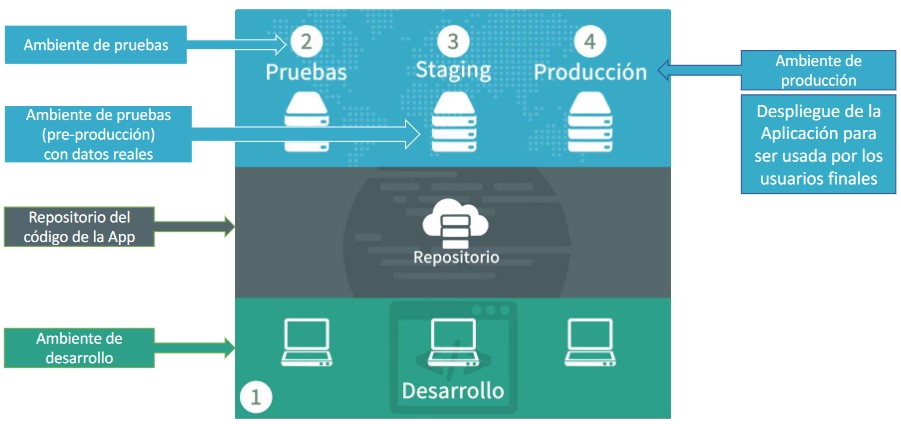 Ambiente de pruebas
Ambiente de pruebas
(pre-producción)
con datos reales
Repositorio del
código de la App
Ambiente de
desarrollo
2
Pruebas
3
Staging
4
Producción
Repositorio
1
Desarrollo
Ambiente de
producción
Despliegue de la
Aplicación para
ser usada por los
usuarios finales